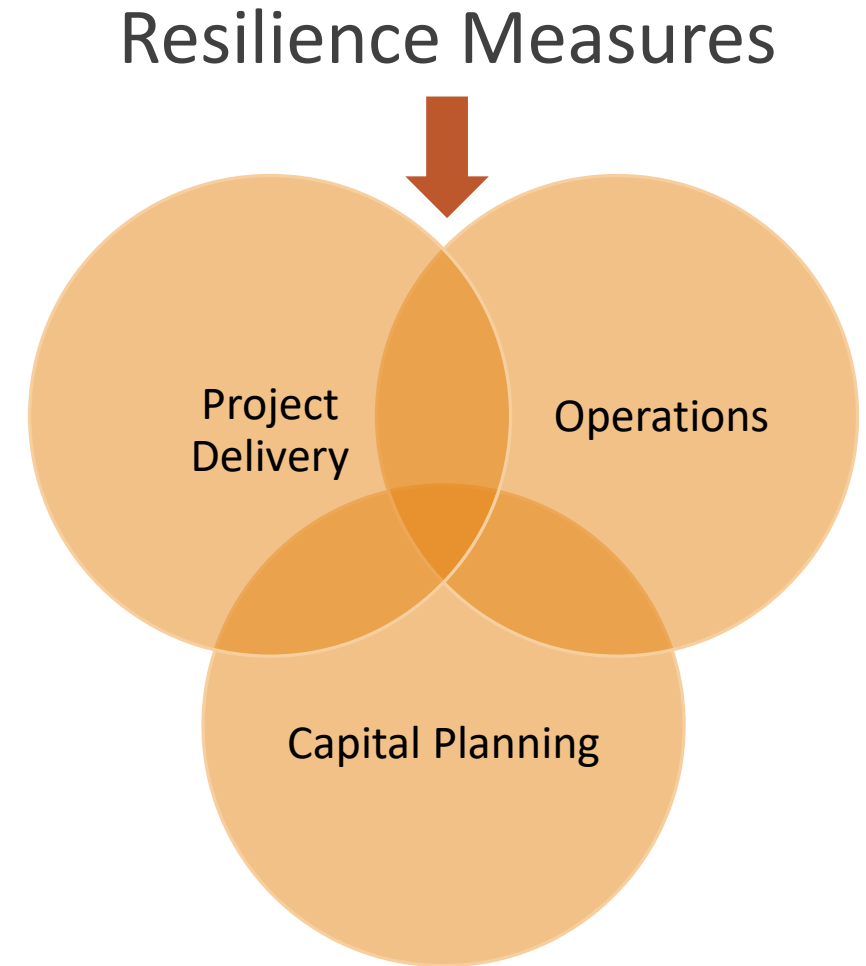 Resilience Measures
Project
Delivery
Operations
Capital Planning